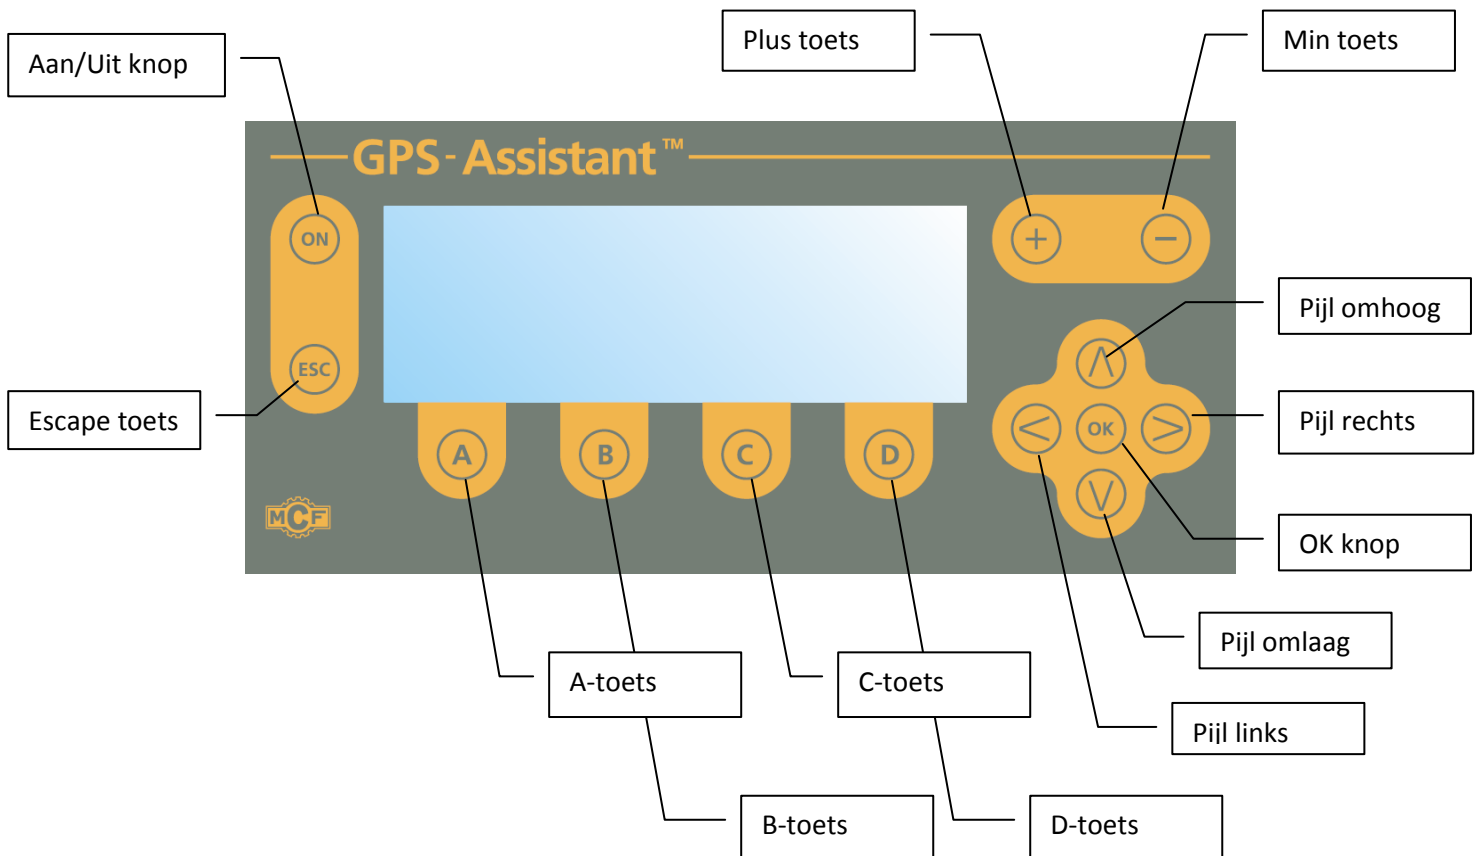 Plus toets
Min toets
Aan/Uit knop
GPS-Assistant™
ON
+
−
Pijl omhoog
ESC
Escape toets
<
OK
>
Pijl rechts
A
B
C
D
MCF
OK knop
Pijl omlaag
A-toets
C-toets
Pijl links
B-toets
D-toets